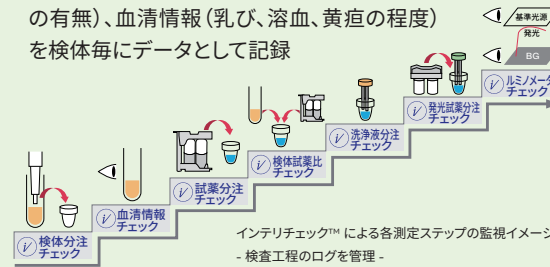 の有無）、血清情報（乳び、溶血、黄疸の程度）
を検体毎にデータとして記録
基準光源
発光
BG
iv 検体分注
チェック
iv 血清情報
チェック
iv 試薬分注
チェック
iv 検体試薬比
チェック
iv 洗浄液分注
チェック
iv 発光試薬分注
チェック
iv ルミノメータ
チェック
インテリチェック™ による各測定ステップの監視イメージ
- 検査工程のログを管理 -